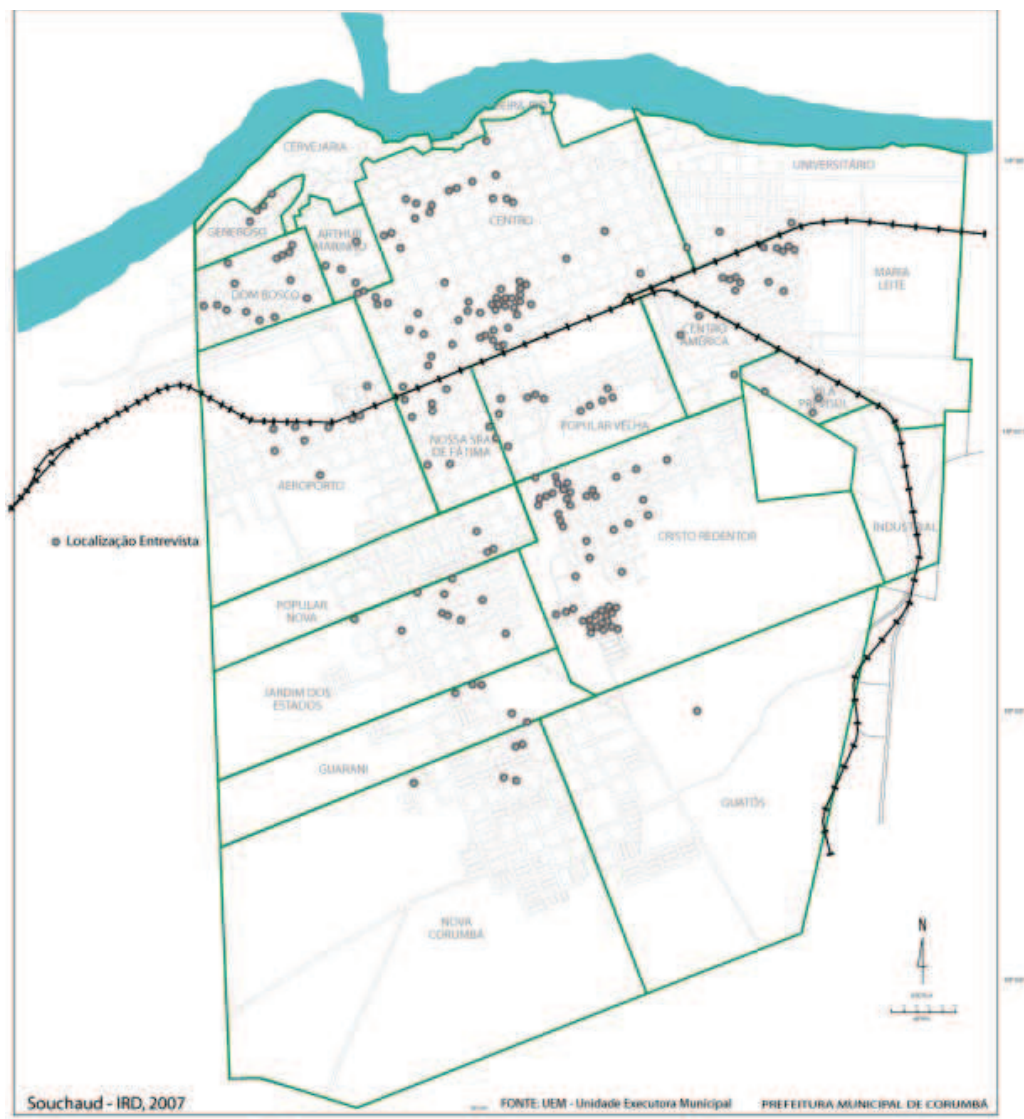 CERVEJARIA
UNIVERSITÁRIO
CENTRO
GENEROSO
ARTHUR
MARINHO
MARIA
LEITE
DOM BOSCO
CENTRO
AMÉRICA
VILA
POPULAR VELHA
NOSSA SRA.
DE FÁTIMA
AEROPORTO
INDUSTRIAL
CRISTO REDENTOR
Localização Entrevista
POPULAR
NOVA
JARDIM DOS
ESTADOS
GUARANI
GUATÓS
NOVA
CORUMBÁ
N
Souchaud - IRD, 2007
FONTE: UEM - Unidade Executora Municipal
PREFEITURA MUNICIPAL DE CORUMBÁ